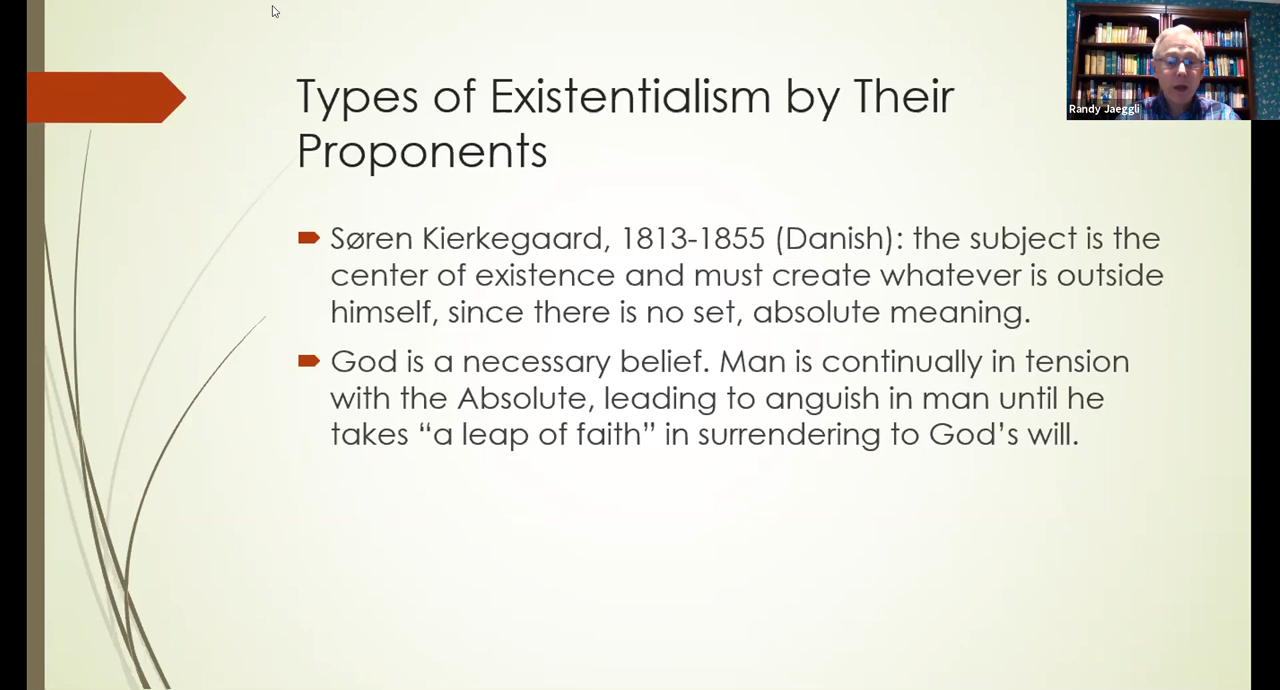 Types of Existentialism by Their
Proponents
Randy Jaeggli
Søren Kierkegaard, 1813-1855 (Danish): the subject is the
center of existence and must create whatever is outside
himself, since there is no set, absolute meaning.
God is a necessary belief. Man is continually in tension
with the Absolute, leading to anguish in man until he
takes “a leap of faith” in surrendering to God’s will.